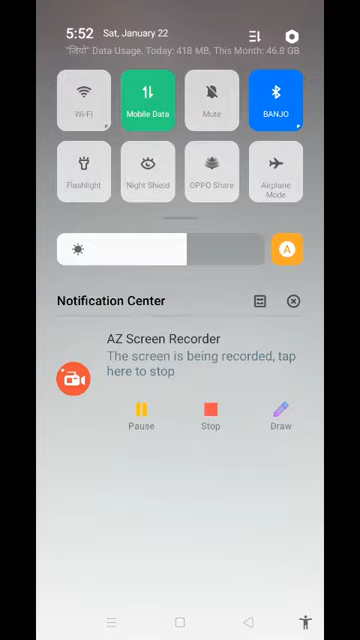 5:52 Sat, January 22
"जियो" Data Usage, Today: 418 MB, This Month: 46.8 GB
Wi-Fi
Mobile Data
Mute
BANJO
Flashlight
Night Shield
OPPO Share
Airplane
Mode
A
Notification Center
AZ Screen Recorder
The screen is being recorded, tap
here to stop
Pause
Stop
Draw